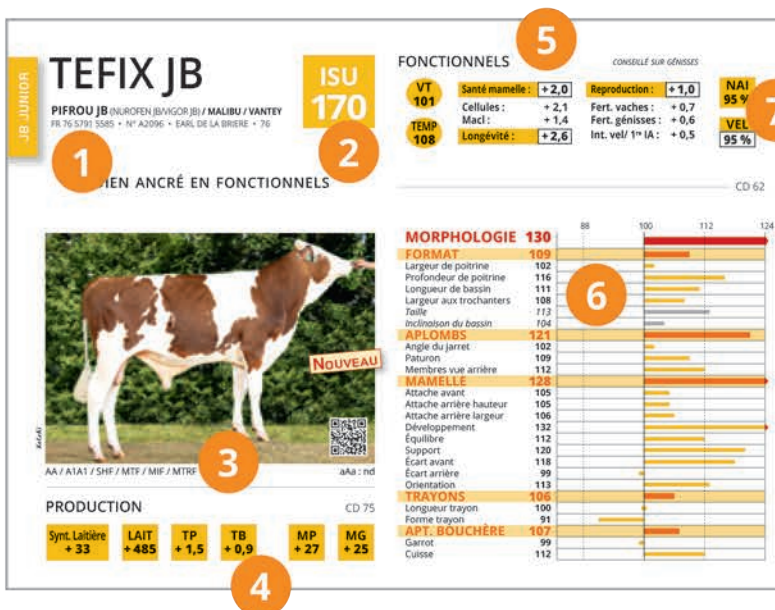 JB JUNIOR
TEFIX JB
PIFROU JB (NUROFEN JB/VIGOR JB) / MALIBU / VANTEY
FR 76 5791 5585 • N° A2096 • EARL DE LA BRIERE • 76
ISU
170
1
2
IEN ANCRÉ EN FONCTIONNELS
NOUVEAU
AA / A1A1 / SHF / MTF / MIF / MTRF
3
aAa : nd
PRODUCTION CD 75
Synt. Laitière + 33
LAIT + 485
TP + 1,5
TB + 0,9
MP + 27
MG + 25
4
FONCTIONNELS
5
CONSEILLÉ SUR GÉNISSES
VT 101
TEMP 108
Santé mamelle : + 2,0
Cellules : + 2,1
Macl : + 1,4
Longévité : + 2,6
Reproduction : + 1,0
Fert. vaches : + 0,7
Fert. génisses : + 0,6
Int. vel/ 1re IA : + 0,5
NAI 95 %
VEL 95 %
7
CD 62
88 100 112 124
MORPHOLOGIE 130
FORMAT 109
Largeur de poitrine 102
Profondeur de poitrine 116
Longueur de bassin 111
Largeur aux trochanters 108
Taille 113
Inclinaison du bassin 104
6
APLOMBS 121
Angle du jarret 102
Paturon 109
Membres vue arrière 112
MAMELLE 128
Attache avant 105
Attache arrière hauteur 105
Attache arrière largeur 106
Développement 132
Équilibre 112
Support 120
Écart avant 118
Écart arrière 99
Orientation 113
TRAYONS 106
Longueur trayon 100
Forme trayon 91
APT. BOUCHÈRE 107
Garrot 99
Cuisse 112